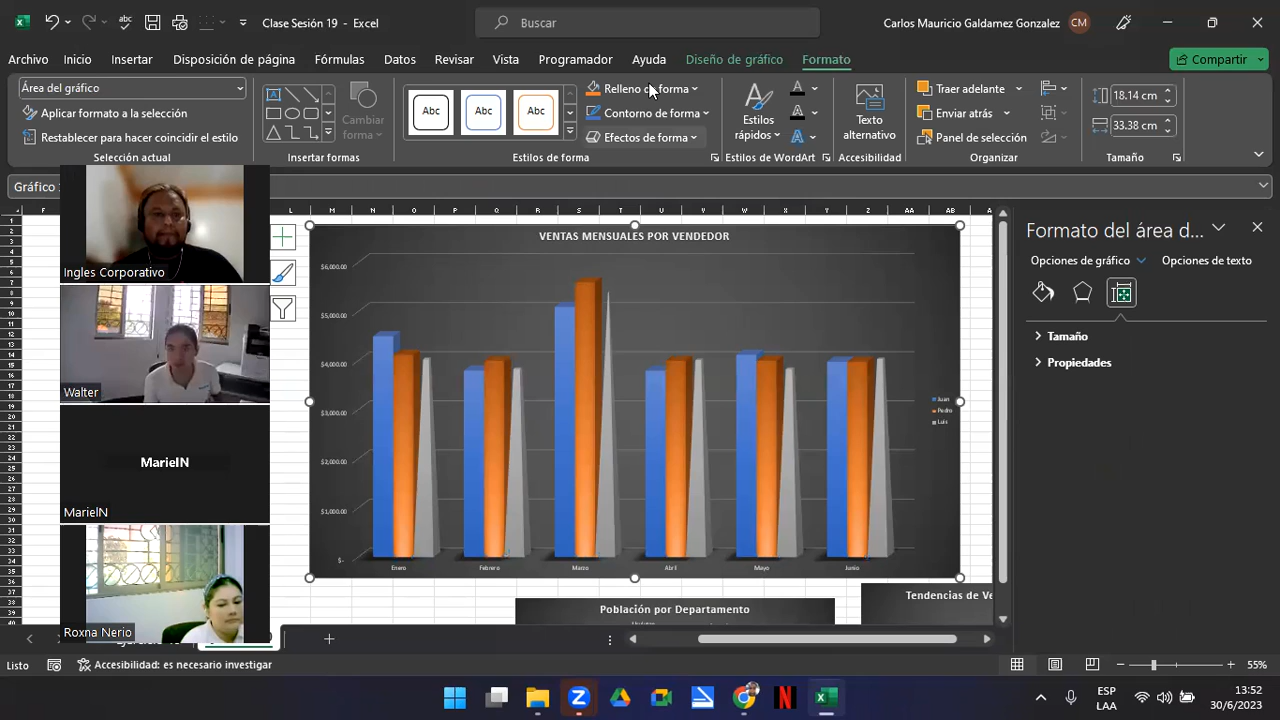 Clase Sesión 19 - Excel
Buscar
Carlos Mauricio Galdamez Gonzalez
CM
Archivo Inicio Insertar Disposición de página Fórmulas Datos Revisar Vista Programador Ayuda Diseño de gráfico Formato
Compartir
Área del gráfico
Aplicar formato a la selección
Restablecer para hacer coincidir el estilo
Selección actual
Cambiar forma
Insertar formas
Abc Abc Abc
Relleno de forma
Contorno de forma
Efectos de forma
Estilos de forma
Estilos rápidos
A
A
A
Estilos de WordArt
Texto alternativo
Accesibilidad
Traer adelante
Enviar atrás
Panel de selección
Organizar
18.14 cm
33.38 cm
Tamaño
Gráfico
F L M N O P Q R S T U V W X Y Z AA AB
Ingles Corporativo
Walter
MarielN
MarielN
Roxna Nerio
VENTAS MENSUALES POR VENDEDOR
$6,000.00
$5,000.00
$4,000.00
$3,000.00
$2,000.00
$1,000.00
$-
Enero Febrero Marzo Abril Mayo Junio
Juan
Pedro
Luis
Población por Departamento
Tendencias de Ve
Formato del área d...
Opciones de gráfico Opciones de texto
Tamaño
Propiedades
Listo
Accesibilidad: es necesario investigar
55%
ESP
LAA
13:52
30/6/2023